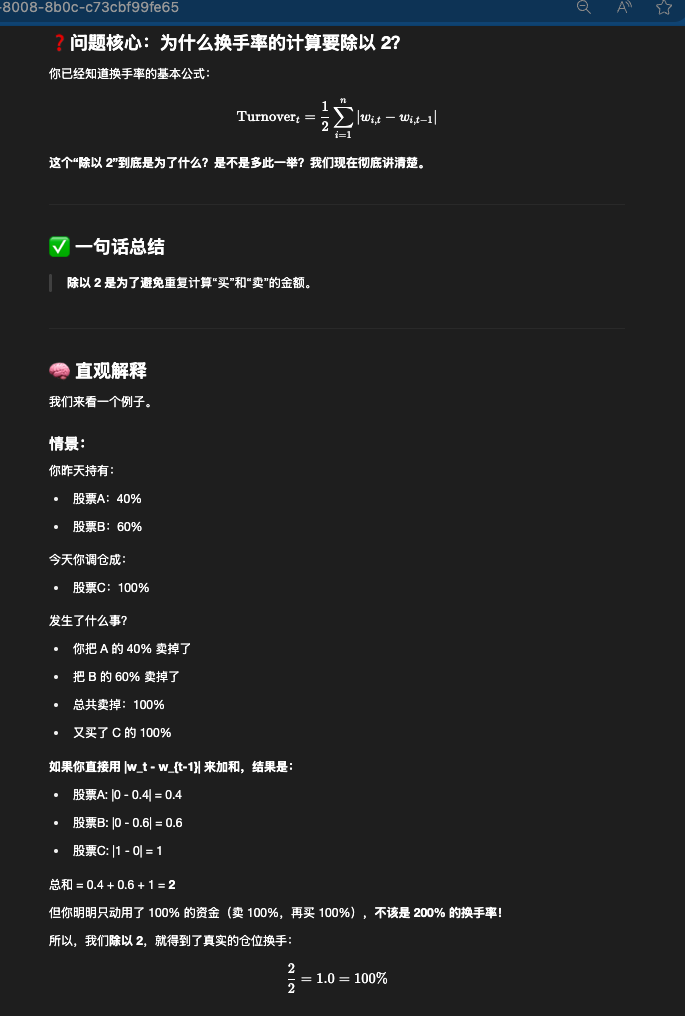 -8008-8b0c-c73cbf99fe65
❓问题核心：为什么换手率的计算要除以 2？
你已经知道换手率的基本公式：
Turnover_t = \frac{1}{2} \sum_{i=1}^{n} |w_{i,t} - w_{i,t-1}|
这个“除以 2”到底是为了什么？是不是多此一举？我们现在彻底讲清楚。
✅ 一句话总结
除以 2 是为了避免重复计算“买”和“卖”的金额。
🧠 直观解释
我们来看一个例子。
情景：
你昨天持有：
• 股票A：40%
• 股票B：60%
今天你调仓成：
• 股票C：100%
发生了什么事？
• 你把 A 的 40% 卖掉了
• 把 B 的 60% 卖掉了
• 总共卖掉：100%
• 又买了 C 的 100%
如果你直接用 |w_t - w_{t-1}| 来加和，结果是：
• 股票A: |0 - 0.4| = 0.4
• 股票B: |0 - 0.6| = 0.6
• 股票C: |1 - 0| = 1
总和 = 0.4 + 0.6 + 1 = 2
但你明明只动用了 100% 的资金（卖 100%，再买 100%），不该是 200% 的换手率！
所以，我们除以 2，就得到了真实的仓位换手：
\frac{2}{2} = 1.0 = 100%